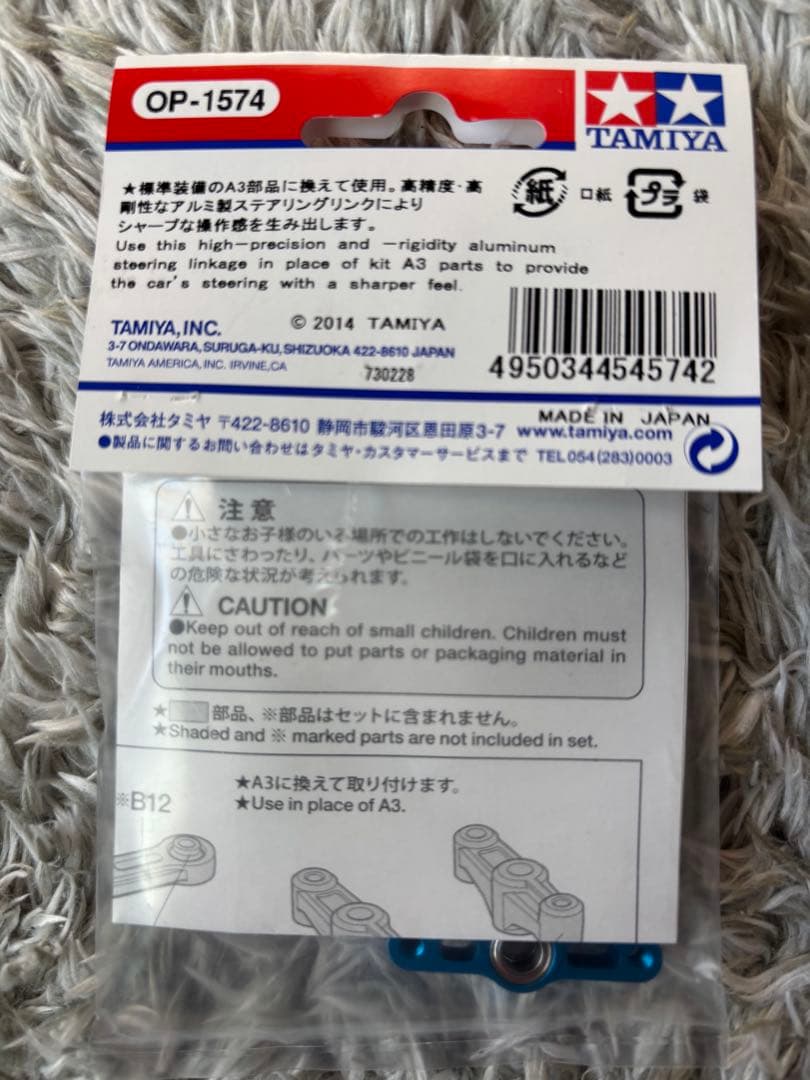 OP-1574
TAMIYA
★標準装備のA3部品に換えて使用。高精度・高
剛性なアルミ製ステアリングリンクにより
シャープな操作感を生み出します。
紙 口紙 プラ 袋
Use this high-precision and -rigidity aluminum
steering linkage in place of kit A3 parts to provide
the car's steering with a sharper feel.
TAMIYA, INC. © 2014 TAMIYA
3-7 ONDAWARA, SURUGA-KU, SHIZUOKA 422-8610 JAPAN
TAMIYA AMERICA, INC. IRVINE, CA
730228
4950344545742
MADE IN JAPAN
株式会社タミヤ 〒422-8610 静岡市駿河区恩田原3-7 www.tamiya.com
●製品に関するお問い合わせはタミヤ・カスタマーサービスまで TEL 054(283)0003
注意
●小さなお子様のいる場所での工作はしないでください。
工具にさわったり、パーツやビニール袋を口に入れるなど
の危険な状況が考えられます。
CAUTION
●Keep out of reach of small children. Children must
not be allowed to put parts or packaging material in
their mouths.
★ 部品、※部品はセットに含まれません。
★Shaded and ※ marked parts are not included in set.
※B12
★A3に換えて取り付けます。
★Use in place of A3.